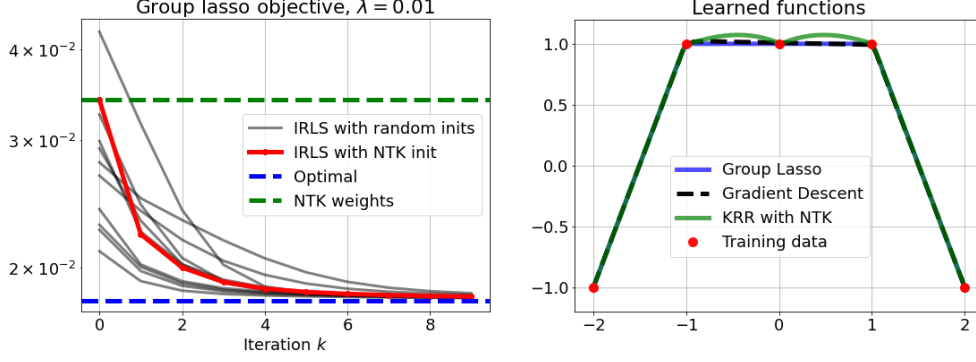 Group lasso objective, λ = 0.01
4 × 10⁻²
3 × 10⁻²
2 × 10⁻²
IRLS with random inits
IRLS with NTK init
Optimal
NTK weights
0 2 4 6 8
Iteration k
Learned functions
1.0
0.5
0.0
−0.5
−1.0
Group Lasso
Gradient Descent
KRR with NTK
Training data
−2 −1 0 1 2